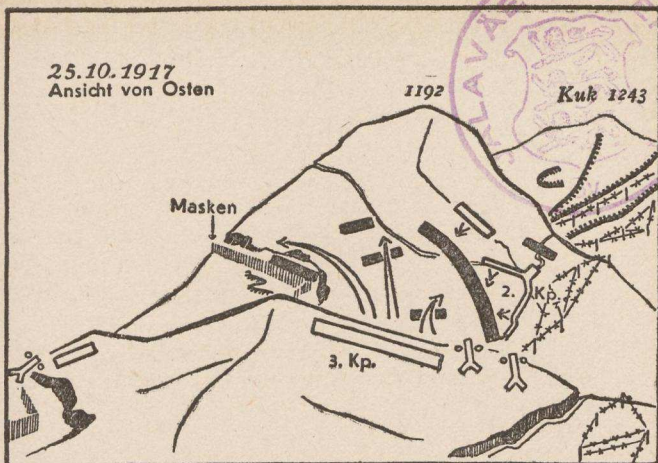 25.10.1917
Ansicht von Osten
1192
Kuk 1243
Masken
2. Kp.
3. Kp.